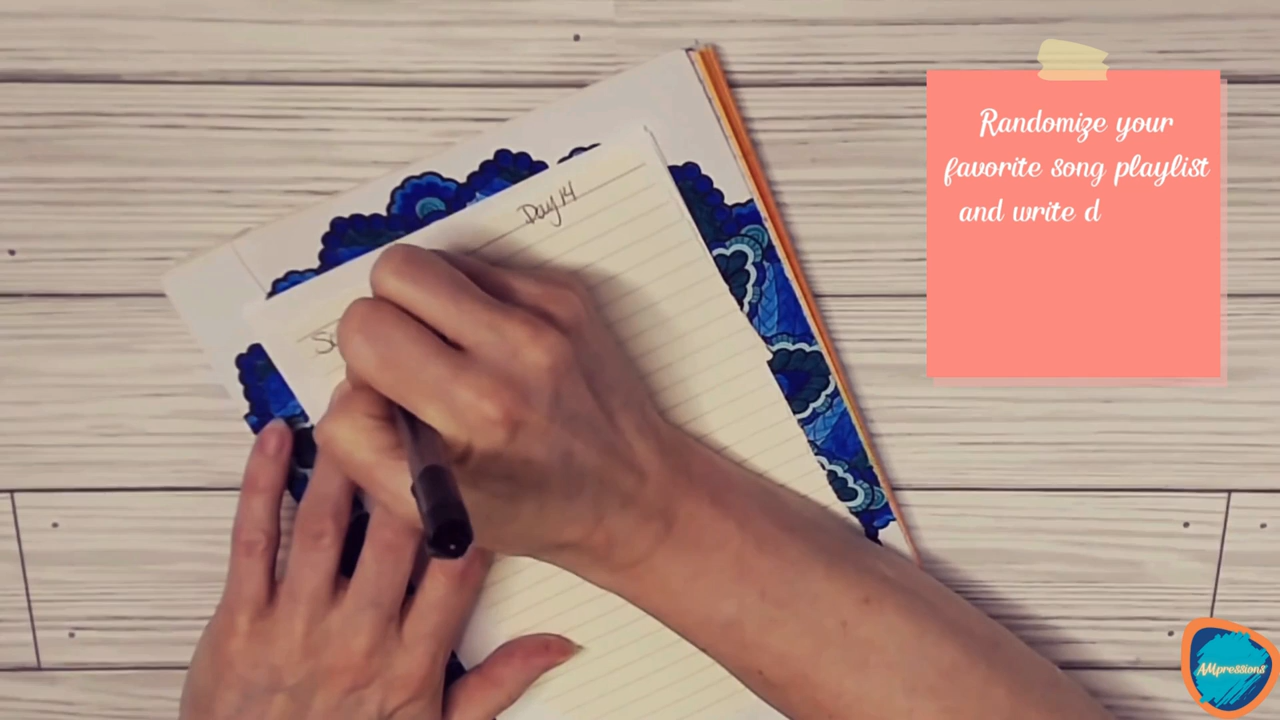 Randomize your
favorite song playlist
and write d
Day 14
AMpressions